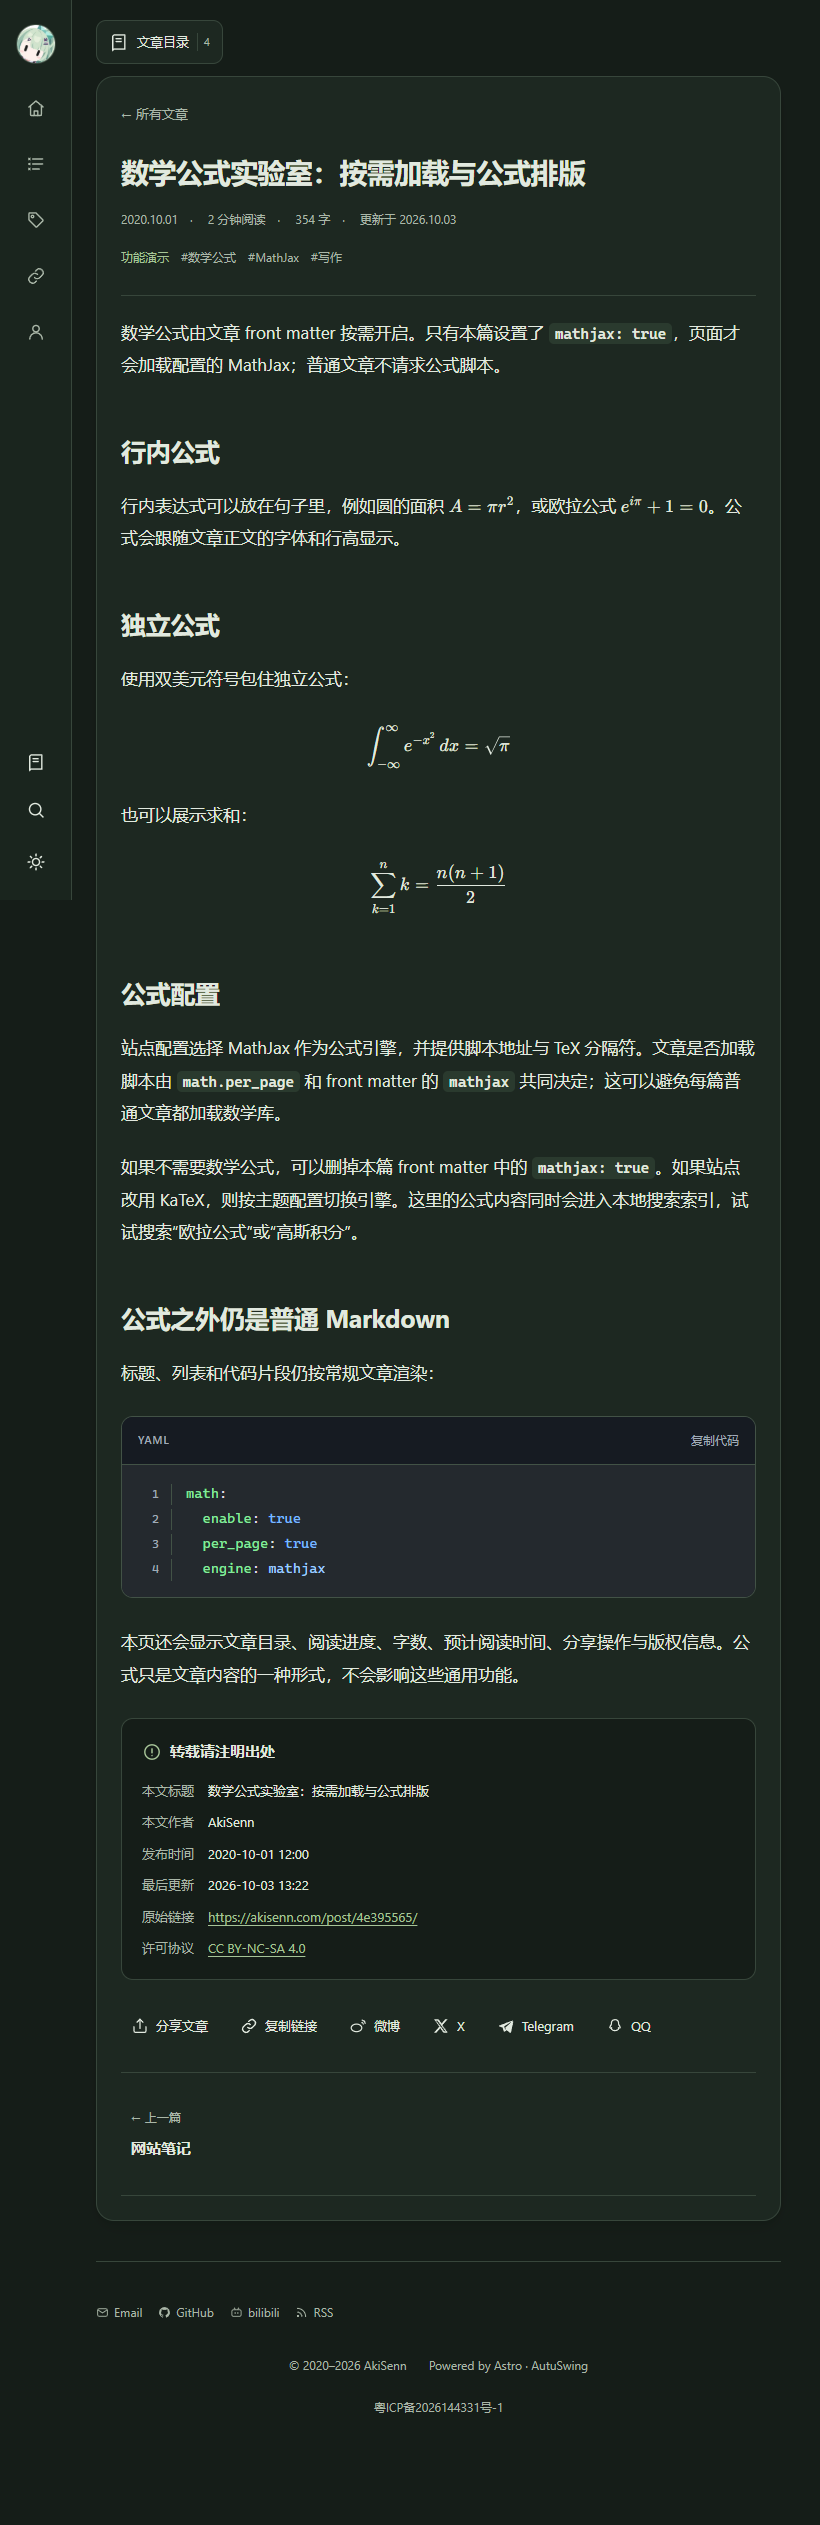 文章目录 4
← 所有文章
数学公式实验室：按需加载与公式排版
2020.10.01 · 2 分钟阅读 · 354 字 · 更新于 2026.10.03
功能演示 #数学公式 #MathJax #写作
数学公式由文章 front matter 按需开启。只有本篇设置了 mathjax: true，页面才
会加载配置的 MathJax；普通文章不请求公式脚本。
行内公式
行内表达式可以放在句子里，例如圆的面积 A = πr²，或欧拉公式 e^{iπ} + 1 = 0。公
式会跟随文章正文的字体和行高显示。
独立公式
使用双美元符号包住独立公式：
∫_{-∞}^{∞} e^{-x²} dx = √π
也可以展示求和：
∑_{k=1}^{n} k = n(n + 1)/2
公式配置
站点配置选择 MathJax 作为公式引擎，并提供脚本地址与 TeX 分隔符。文章是否加载
脚本由 math.per_page 和 front matter 的 mathjax 共同决定；这可以避免每篇普
通文章都加载数学库。
如果不需要数学公式，可以删掉本篇 front matter 中的 mathjax: true。如果站点
改用 KaTeX，则按主题配置切换引擎。这里的公式内容同时会进入本地搜索索引，试
试搜索“欧拉公式”或“高斯积分”。
公式之外仍是普通 Markdown
标题、列表和代码片段仍按常规文章渲染：
YAML 复制代码
1 math:
2   enable: true
3   per_page: true
4   engine: mathjax
本页还会显示文章目录、阅读进度、字数、预计阅读时间、分享操作与版权信息。公
式只是文章内容的一种形式，不会影响这些通用功能。
转载请注明出处
本文标题 数学公式实验室：按需加载与公式排版
本文作者 AkiSenn
发布时间 2020-10-01 12:00
最后更新 2026-10-03 13:22
原始链接 https://akisenn.com/post/4e395565/
许可协议 CC BY-NC-SA 4.0
分享文章 复制链接 微博 X Telegram QQ
← 上一篇
网站笔记
Email GitHub bilibili RSS
© 2020–2026 AkiSenn Powered by Astro · AutuSwing
粤ICP备2026144331号-1